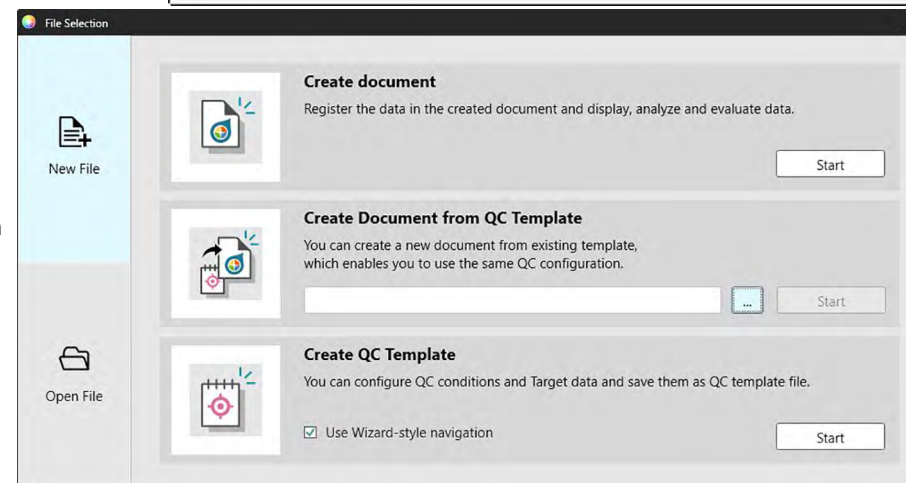 File Selection
New File
Create document
Register the data in the created document and display, analyze and evaluate data.
Start
Create Document from QC Template
You can create a new document from existing template,
which enables you to use the same QC configuration.
...
Start
Open File
Create QC Template
You can configure QC conditions and Target data and save them as QC template file.
Use Wizard-style navigation
Start